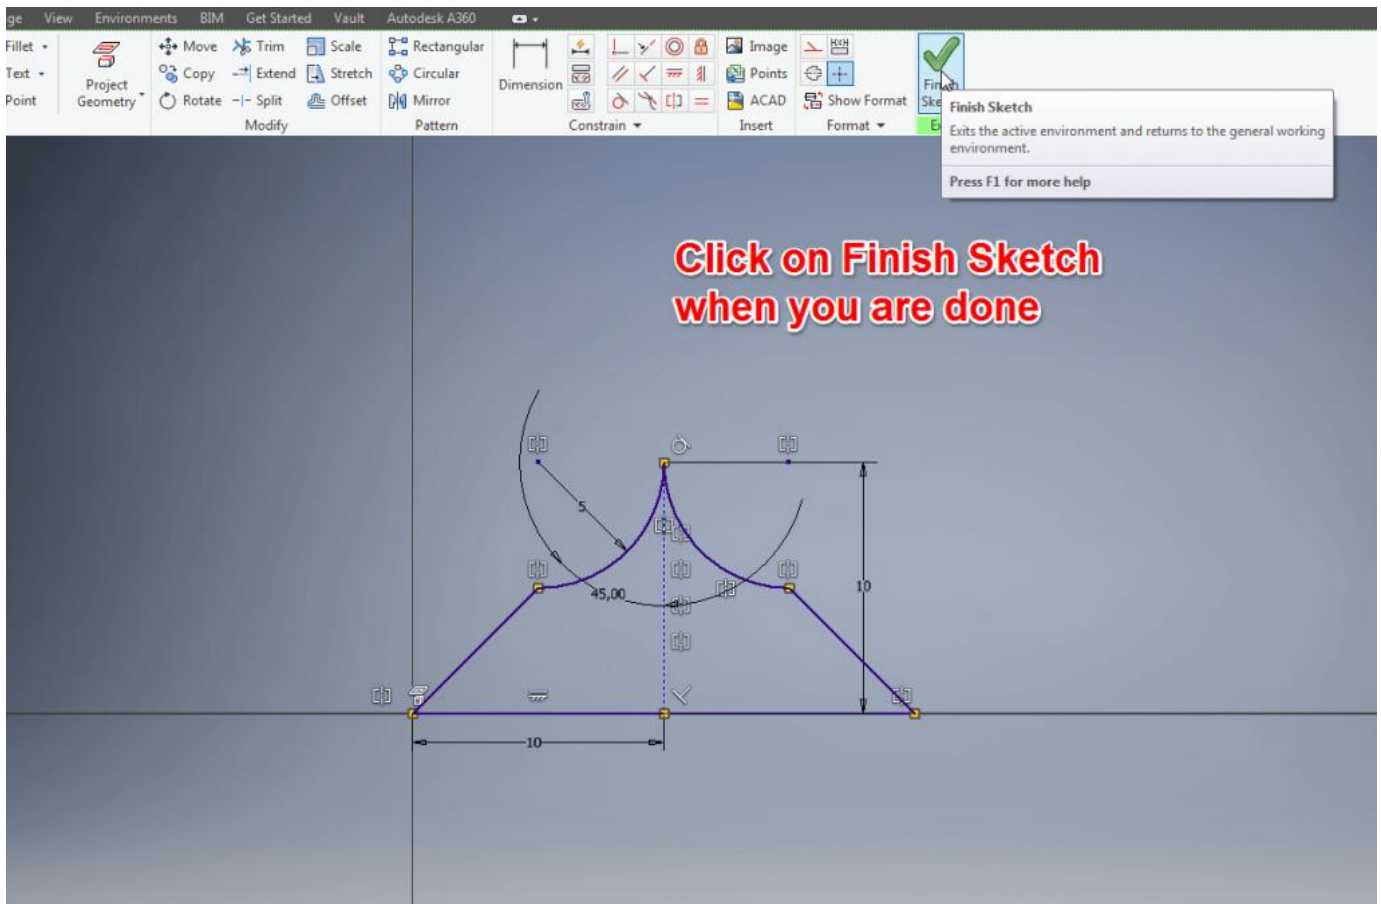 ge View Environments BIM Get Started Vault Autodesk A360
Fillet Move Trim Scale Rectangular Image
Text Copy Extend Stretch Circular Points
Point Rotate Split Offset Mirror ACAD Show Format
Project
Geometry
Dimension
Finish
Ske
Modify Pattern Constrain Insert Format E
Finish Sketch
Exits the active environment and returns to the general working
environment.
Press F1 for more help
Click on Finish Sketch
when you are done
5
45,00
10
10